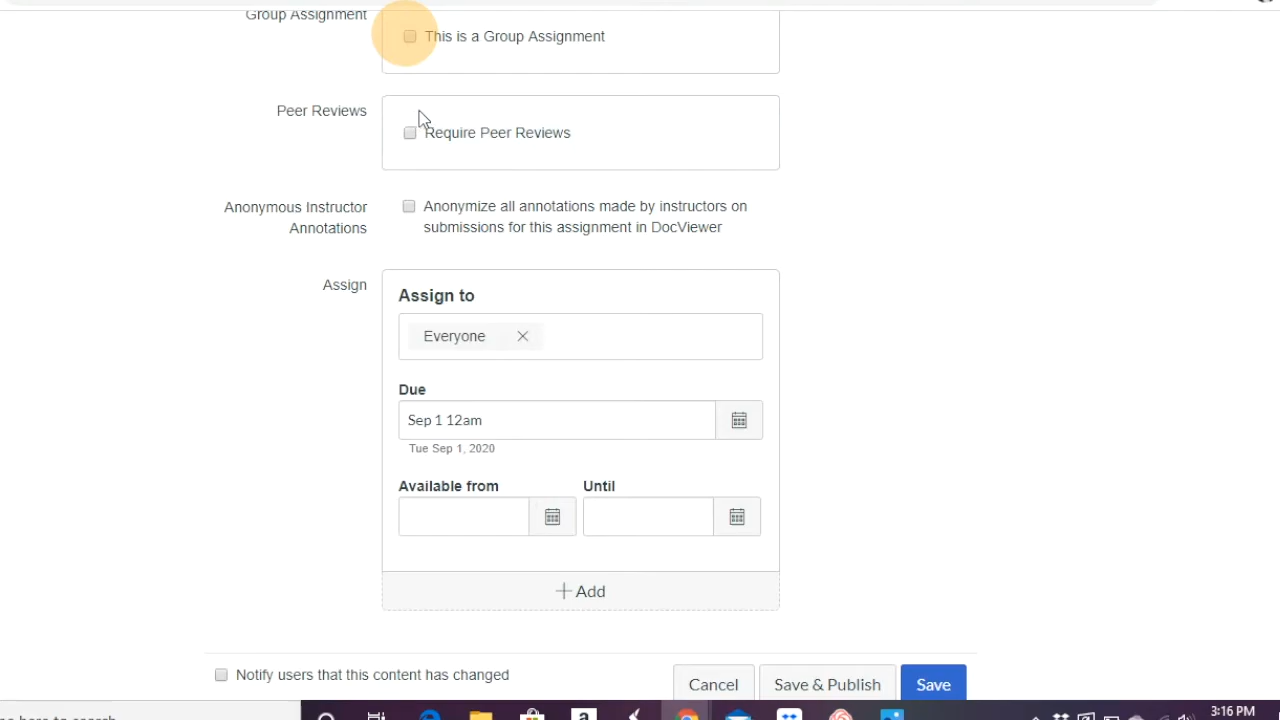 Group Assignment
This is a Group Assignment
Peer Reviews
Require Peer Reviews
Anonymous Instructor
Annotations
Anonymize all annotations made by instructors on
submissions for this assignment in DocViewer
Assign
Assign to
Everyone
Due
Sep 1 12am
Tue Sep 1, 2020
Available from
Until
Add
Notify users that this content has changed
Cancel
Save & Publish
Save
here to search
3:16 PM